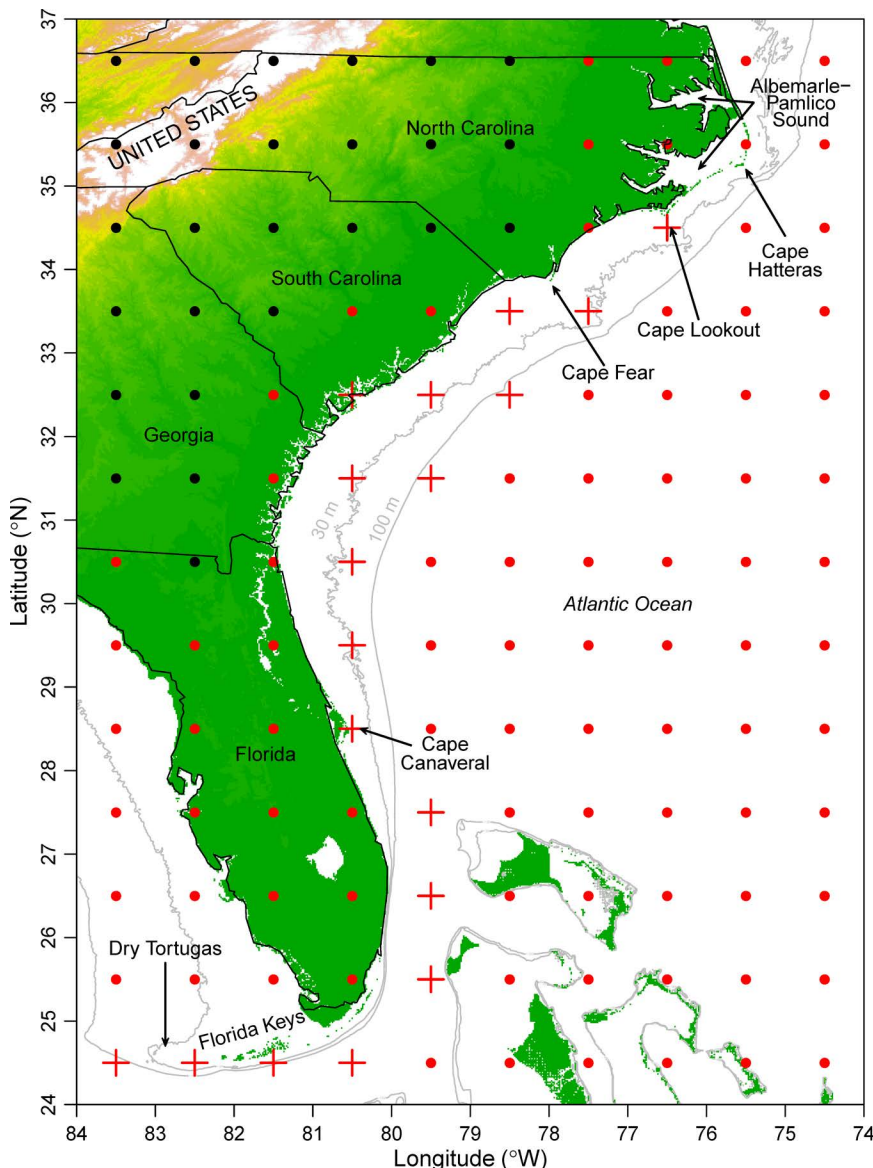 37
36
35
34
33
32
31
30
29
28
27
26
25
24
Latitude (°N)
UNITED STATES
North Carolina
Albemarle−
Pamlico
Sound
Cape
Hatteras
South Carolina
Cape Lookout
Cape Fear
Georgia
30 m
100 m
Atlantic Ocean
Florida
Cape
Canaveral
Dry Tortugas
Florida Keys
84
83
82
81
80
79
78
77
76
75
74
Longitude (°W)